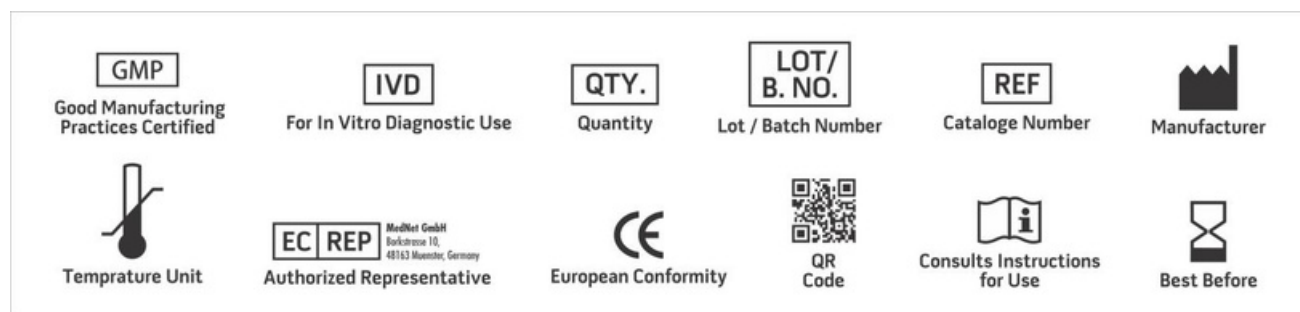 GMP
Good Manufacturing
Practices Certified
IVD
For In Vitro Diagnostic Use
QTY.
Quantity
LOT/
B. NO.
Lot / Batch Number
REF
Cataloge Number
Manufacturer
Temprature Unit
EC REP
MedNet GmbH
Borkstrasse 10,
48163 Muenster, Germany
Authorized Representative
CE
European Conformity
QR
Code
i
Consults Instructions
for Use
Best Before